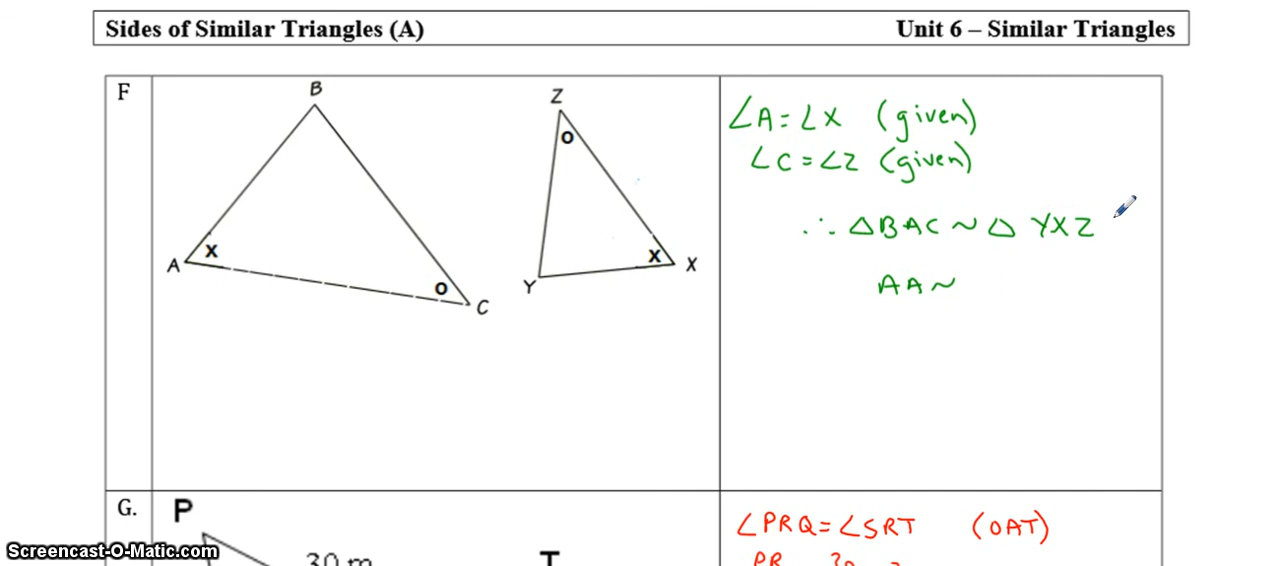 Sides of Similar Triangles (A) Unit 6 – Similar Triangles
F
B
Z
O
X
A
O
C
X
X
Y
∠A = ∠X (given)
∠C = ∠Z (given)
∴ △BAC ~ △YXZ
AA~
G. P
30 m
T
∠PRQ = ∠SRT (OAT)
PR
Screencast-O-Matic.com